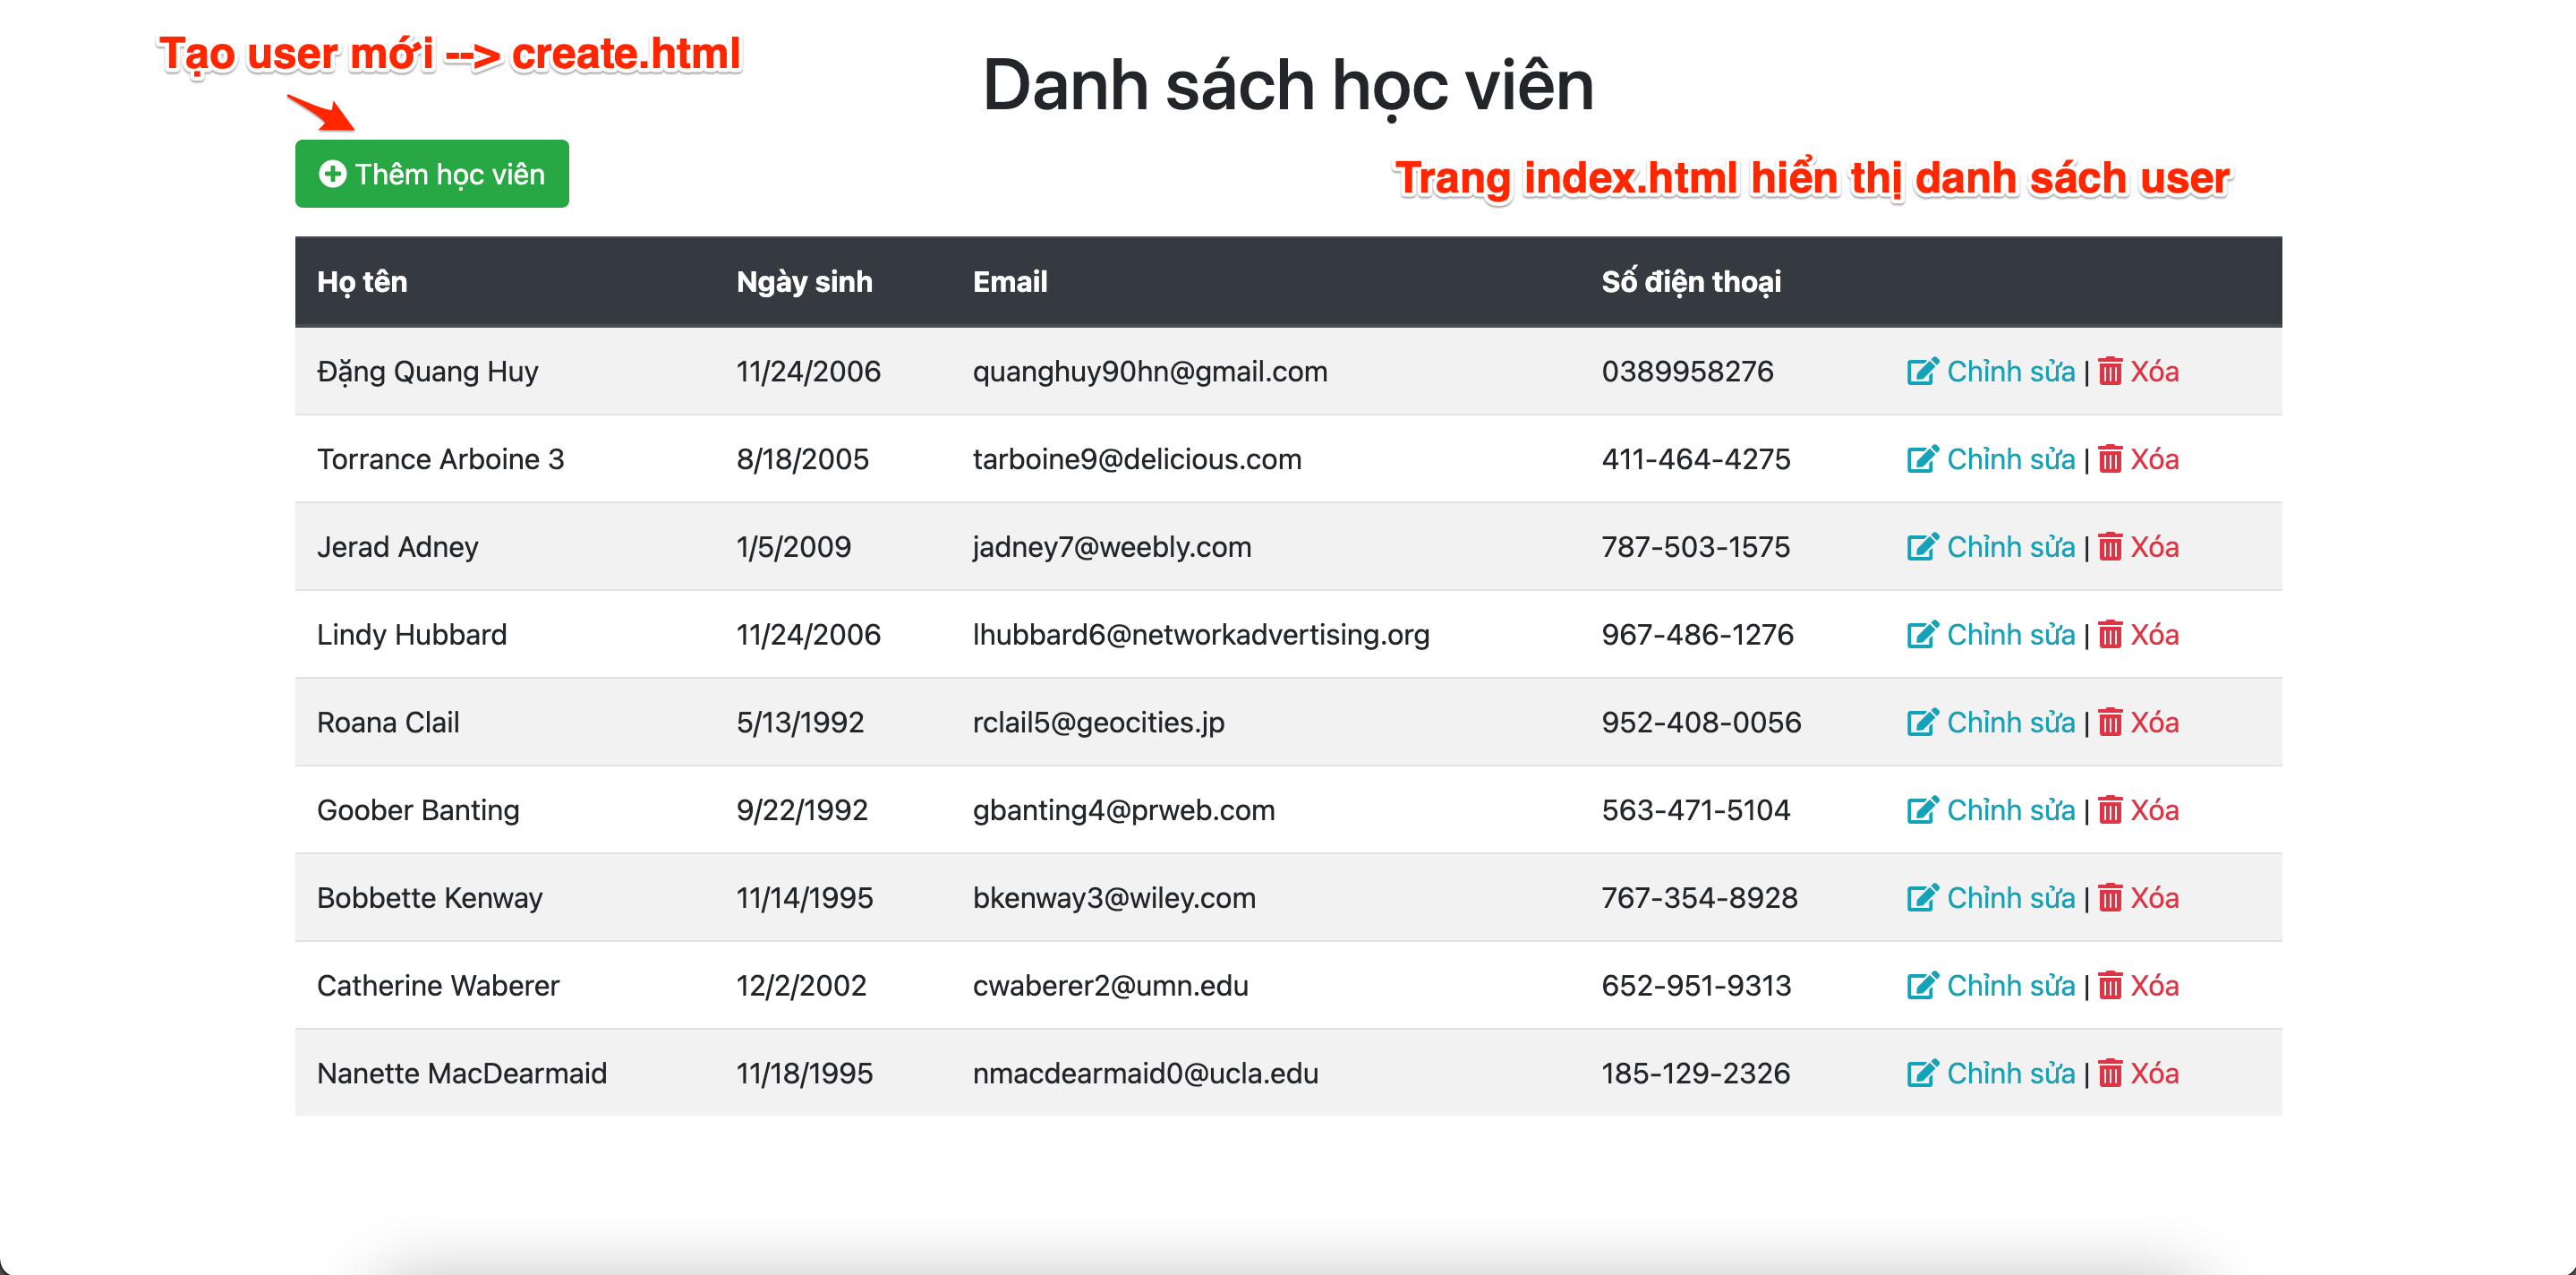 Tạo user mới --> create.html
Danh sách học viên
Thêm học viên
Trang index.html hiển thị danh sách user
Họ tên Ngày sinh Email Số điện thoại
Đặng Quang Huy 11/24/2006 quanghuy90hn@gmail.com 0389958276 Chỉnh sửa | Xóa
Torrance Arboine 3 8/18/2005 tarboine9@delicious.com 411-464-4275 Chỉnh sửa | Xóa
Jerad Adney 1/5/2009 jadney7@weebly.com 787-503-1575 Chỉnh sửa | Xóa
Lindy Hubbard 11/24/2006 lhubbard6@networkadvertising.org 967-486-1276 Chỉnh sửa | Xóa
Roana Clail 5/13/1992 rclail5@geocities.jp 952-408-0056 Chỉnh sửa | Xóa
Goober Banting 9/22/1992 gbanting4@prweb.com 563-471-5104 Chỉnh sửa | Xóa
Bobbette Kenway 11/14/1995 bkenway3@wiley.com 767-354-8928 Chỉnh sửa | Xóa
Catherine Waberer 12/2/2002 cwaberer2@umn.edu 652-951-9313 Chỉnh sửa | Xóa
Nanette MacDearmaid 11/18/1995 nmacdearmaid0@ucla.edu 185-129-2326 Chỉnh sửa | Xóa